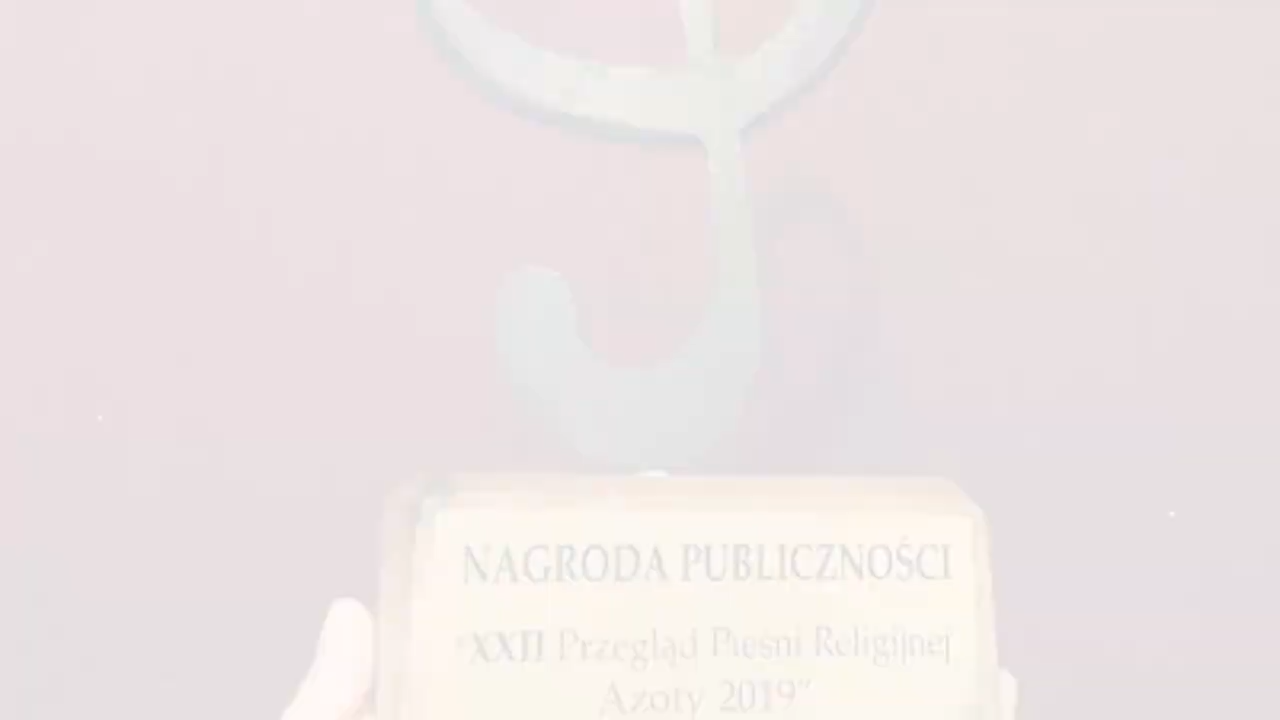 NAGRODA PUBLICZNOŚCI
"XXII Przegląd Pieśni Religijnej
Azoty 2019"